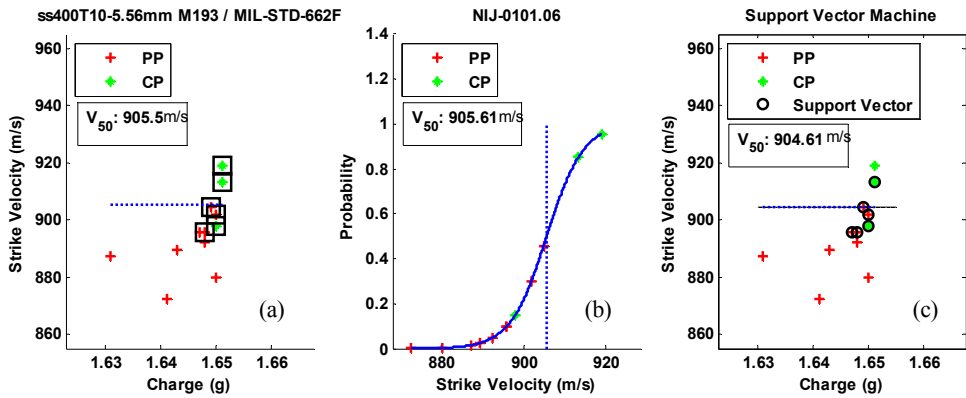 ss400T10-5.56mm M193 / MIL-STD-662F
960
940
920
900
880
860
Strike Velocity (m/s)
PP
CP
V50: 905.5 m/s
(a)
1.63
1.64
1.65
1.66
Charge (g)
NIJ-0101.06
1.4
1.2
1
0.8
0.6
0.4
0.2
0
Probability
PP
CP
V50: 905.61 m/s
(b)
880
900
920
Strike Velocity (m/s)
Support Vector Machine
960
940
920
900
880
860
Strike Velocity (m/s)
PP
CP
Support Vector
V50: 904.61 m/s
(c)
1.63
1.64
1.65
1.66
Charge (g)